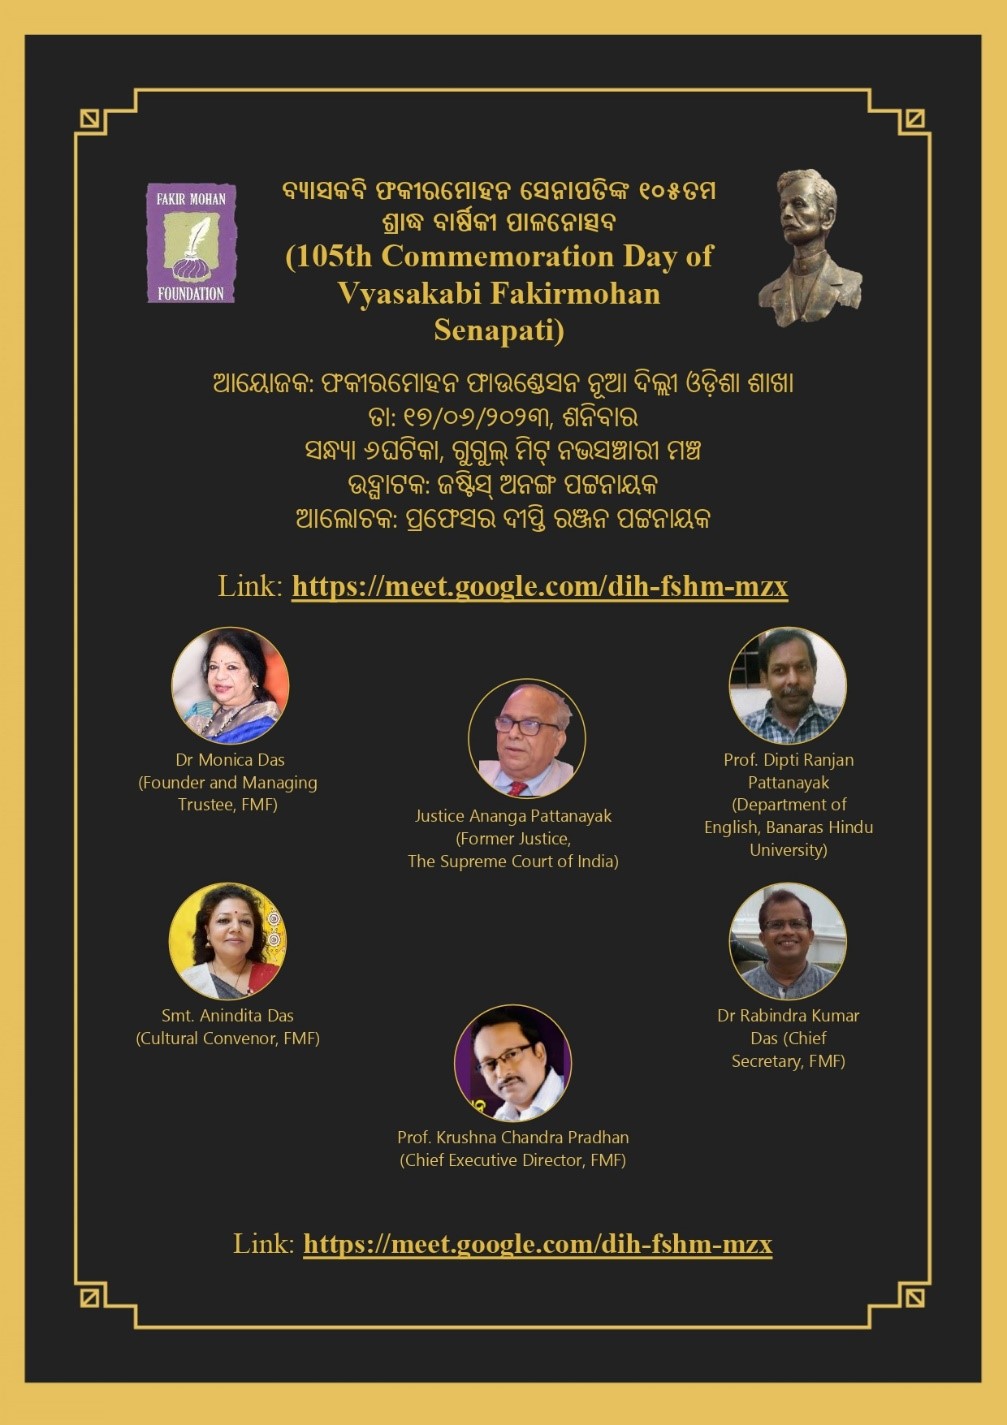 FAKIR MOHAN
FOUNDATION
ବ୍ୟାସକବି ଫକୀରମୋହନ ସେନାପତିଙ୍କ ୧୦୫ତମ
ଶ୍ରାଦ୍ଧ ବାର୍ଷିକୀ ପାଳନୋତ୍ସବ
(105th Commemoration Day of
Vyasakabi Fakirmohan
Senapati)
ଆୟୋଜକ: ଫକୀରମୋହନ ଫାଉଣ୍ଡେସନ ନୂଆ ଦିଲ୍ଲୀ ଓଡ଼ିଶା ଶାଖା
ତା: ୧୭/୦୬/୨୦୨୩, ଶନିବାର
ସନ୍ଧ୍ୟା ୬ଘଟିକା, ଗୁଗୁଲ୍ ମିଟ୍ ନଭସଞ୍ଚାରୀ ମଞ୍ଚ
ଉଦ୍ଘାଟକ: ଜଷ୍ଟିସ୍ ଅନଙ୍ଗ ପଟ୍ଟନାୟକ
ଆଲୋଚକ: ପ୍ରଫେସର ଦୀପ୍ତି ରଞ୍ଜନ ପଟ୍ଟନାୟକ
Link: https://meet.google.com/dih-fshm-mzx
Dr Monica Das
(Founder and Managing
Trustee, FMF)
Justice Ananga Pattanayak
(Former Justice,
The Supreme Court of India)
Prof. Dipti Ranjan
Pattanayak
(Department of
English, Banaras Hindu
University)
Smt. Anindita Das
(Cultural Convenor, FMF)
Dr Rabindra Kumar
Das (Chief
Secretary, FMF)
Prof. Krushna Chandra Pradhan
(Chief Executive Director, FMF)
Link: https://meet.google.com/dih-fshm-mzx